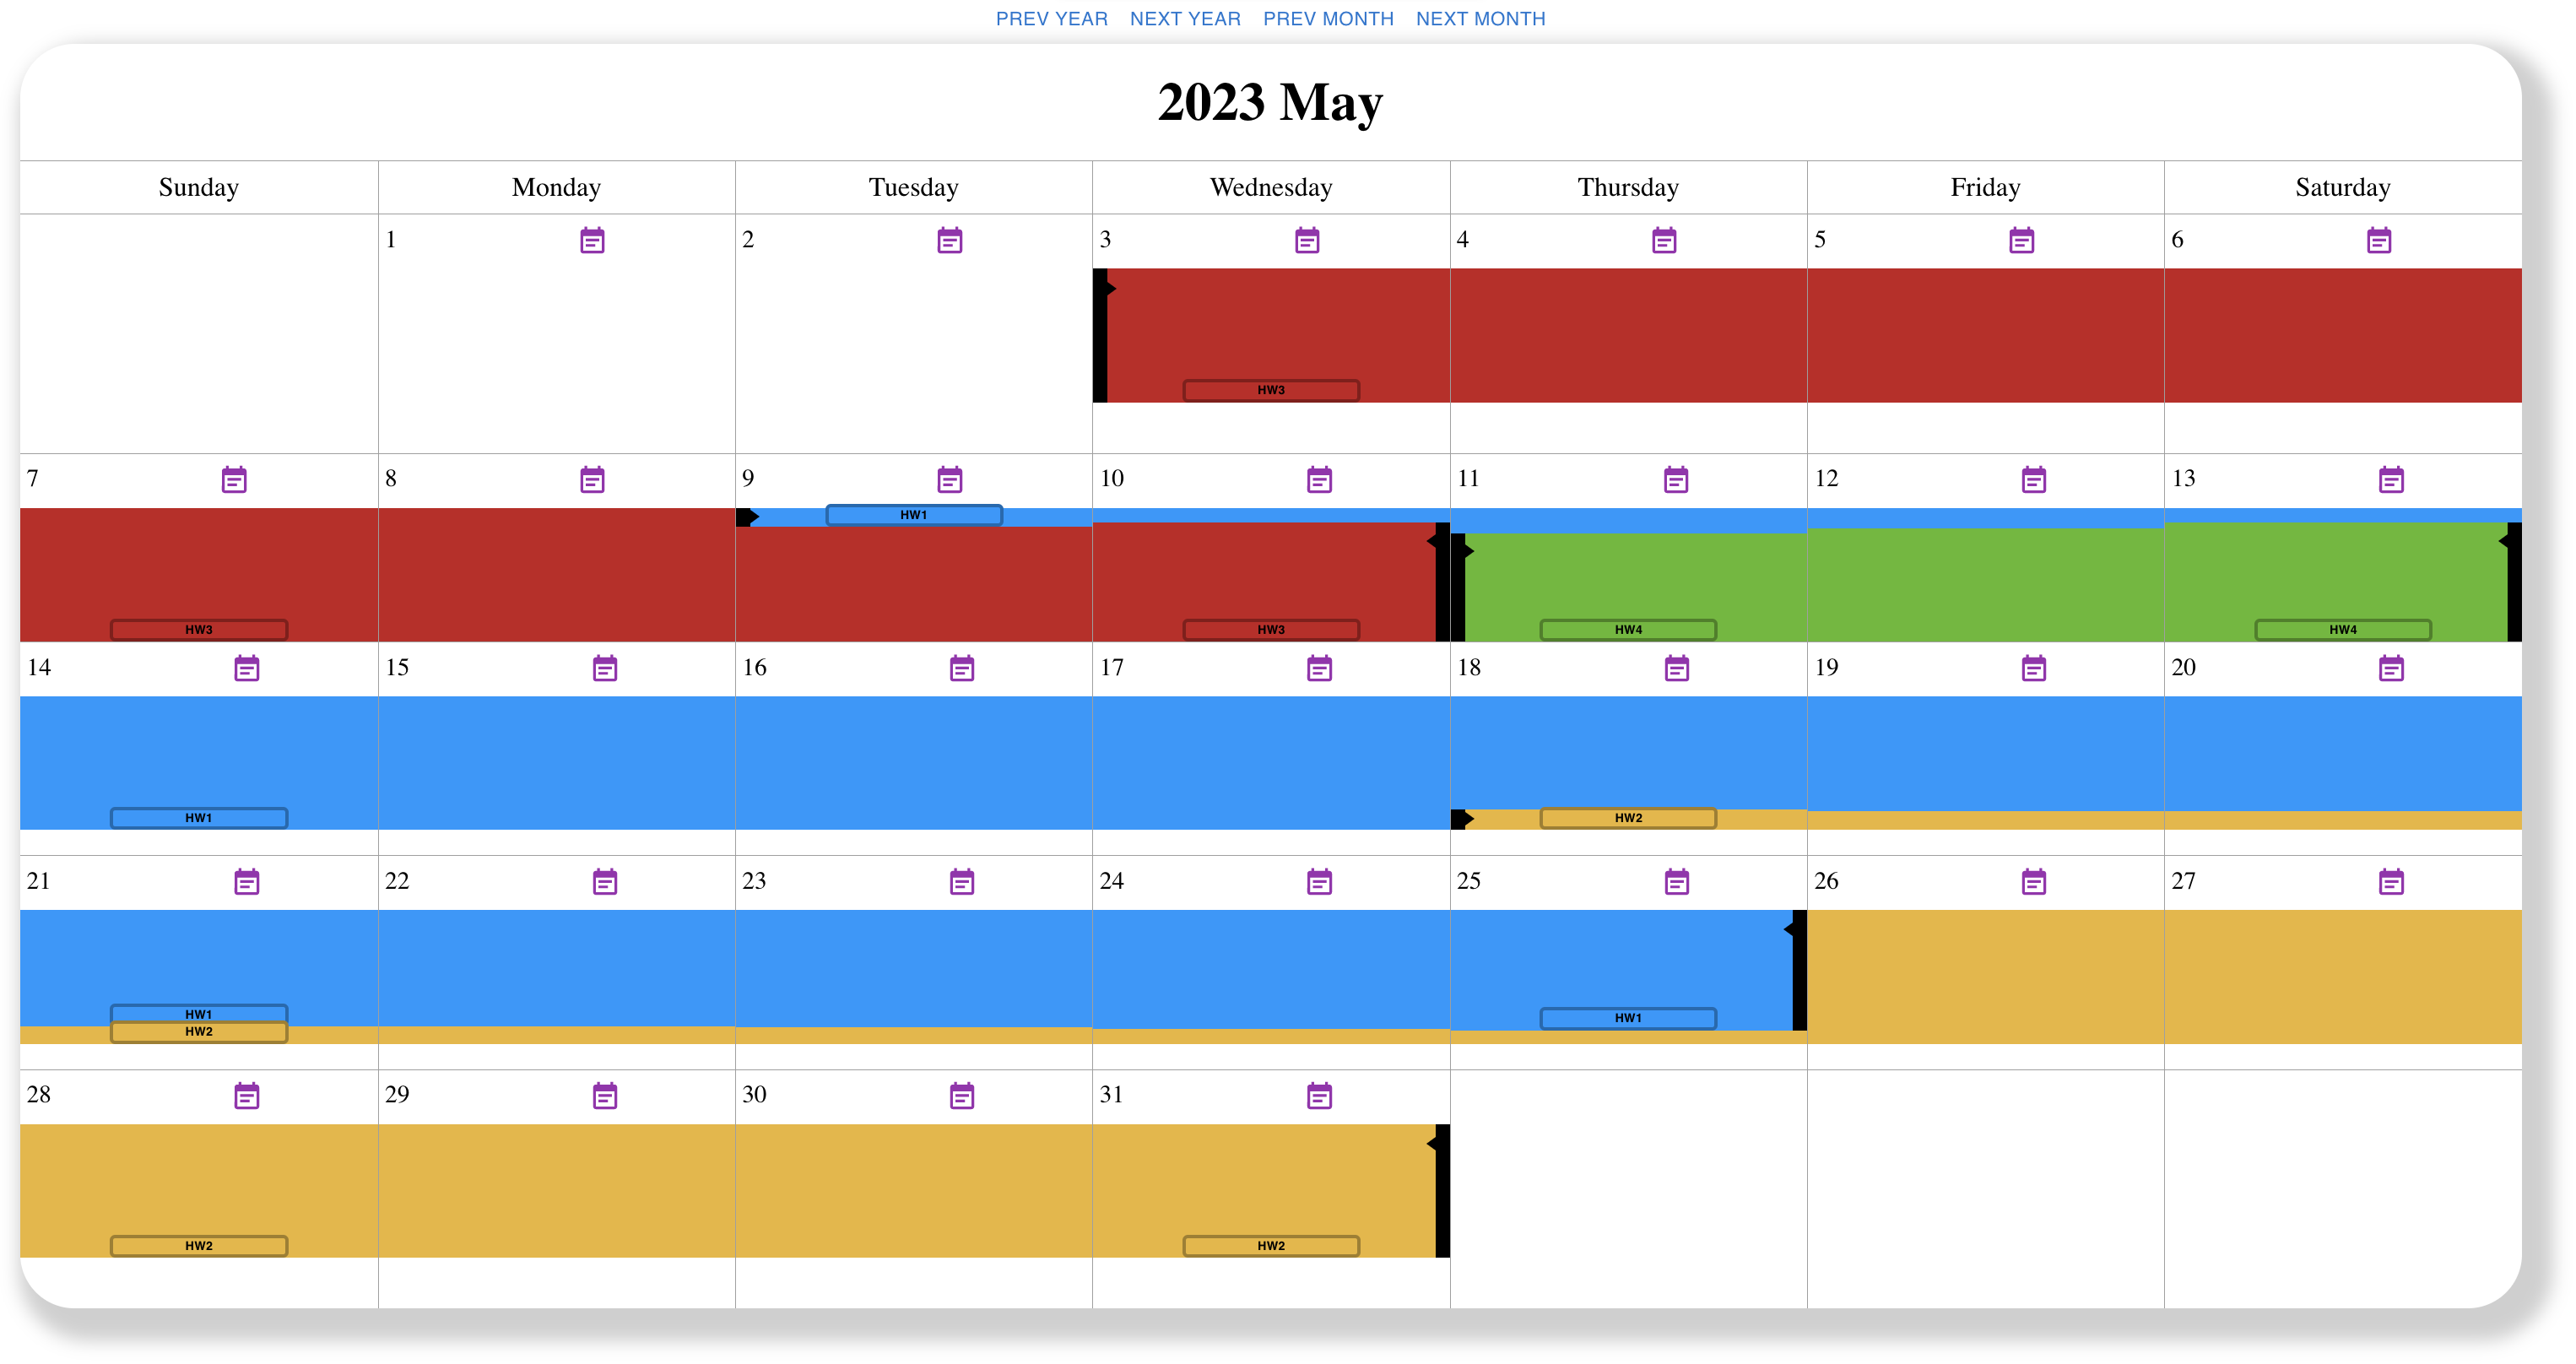 PREV YEAR NEXT YEAR PREV MONTH NEXT MONTH
2023 May
Sunday Monday Tuesday Wednesday Thursday Friday Saturday
1 2 3 4 5 6
HW3
7 8 9 10 11 12 13
HW1
HW3 HW3 HW4 HW4
14 15 16 17 18 19 20
HW1 HW2
21 22 23 24 25 26 27
HW1 HW1
HW2
28 29 30 31
HW2 HW2